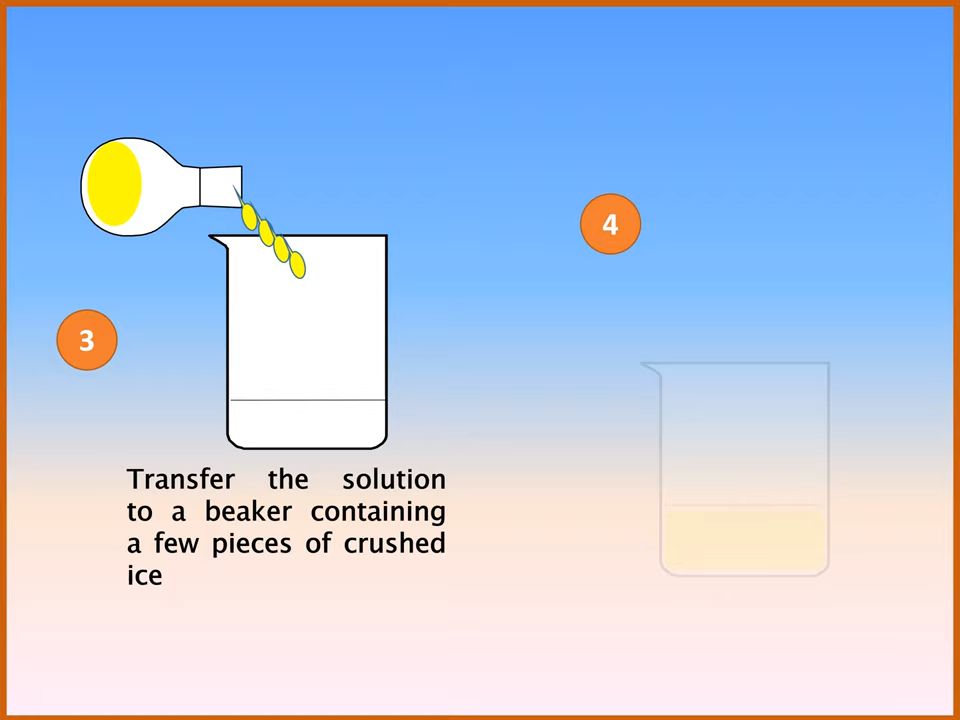 3
Transfer the solution
to a beaker containing
a few pieces of crushed
ice
4